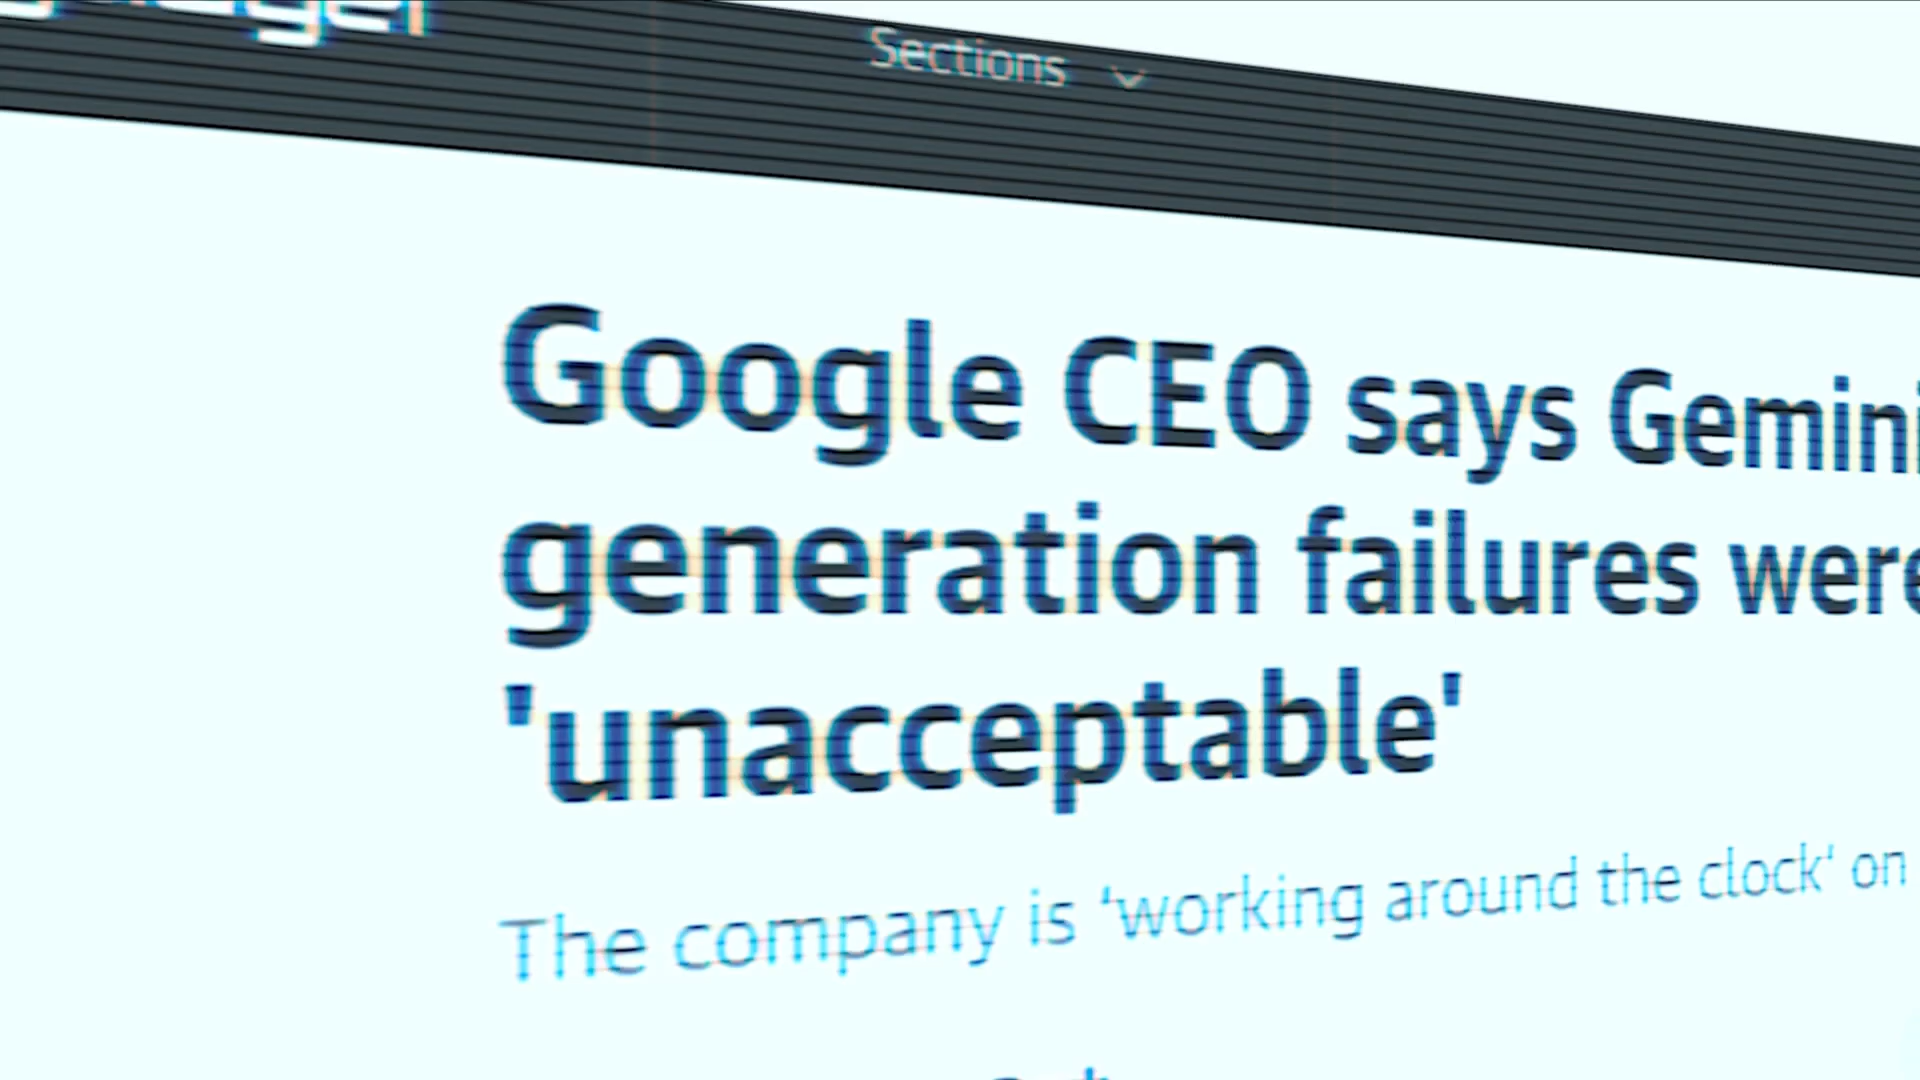 Sections
Google CEO says Gemini
generation failures were
'unacceptable'
The company is ‘working around the clock’ on